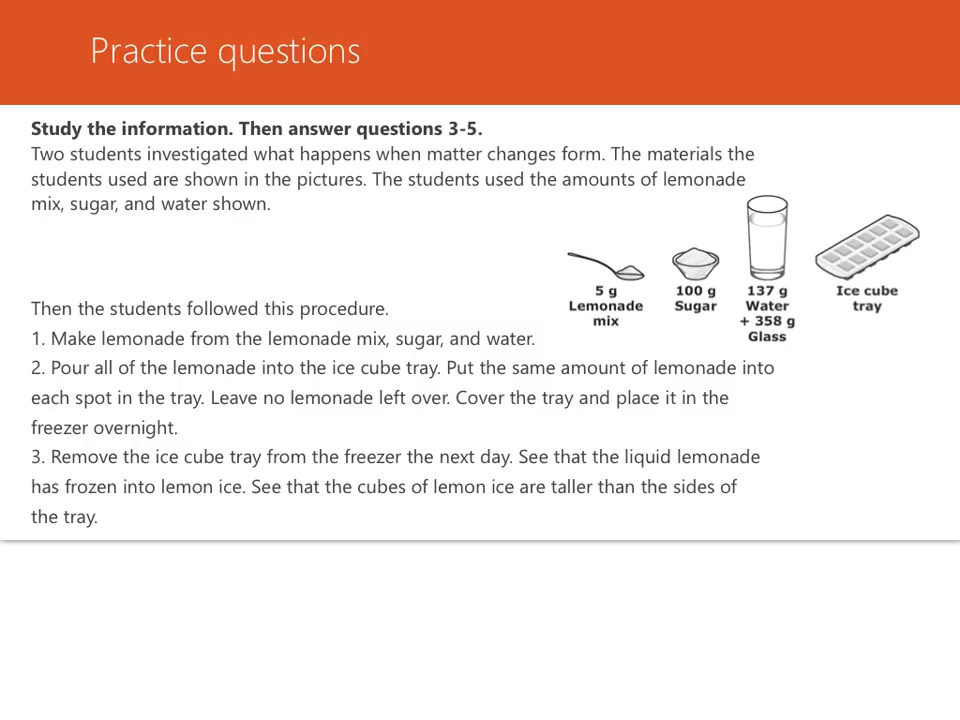 Practice questions
Study the information. Then answer questions 3-5.
Two students investigated what happens when matter changes form. The materials the
students used are shown in the pictures. The students used the amounts of lemonade
mix, sugar, and water shown.
5 g
Lemonade
mix
100 g
Sugar
137 g
Water
+ 358 g
Glass
Ice cube
tray
Then the students followed this procedure.
1. Make lemonade from the lemonade mix, sugar, and water.
2. Pour all of the lemonade into the ice cube tray. Put the same amount of lemonade into
each spot in the tray. Leave no lemonade left over. Cover the tray and place it in the
freezer overnight.
3. Remove the ice cube tray from the freezer the next day. See that the liquid lemonade
has frozen into lemon ice. See that the cubes of lemon ice are taller than the sides of
the tray.